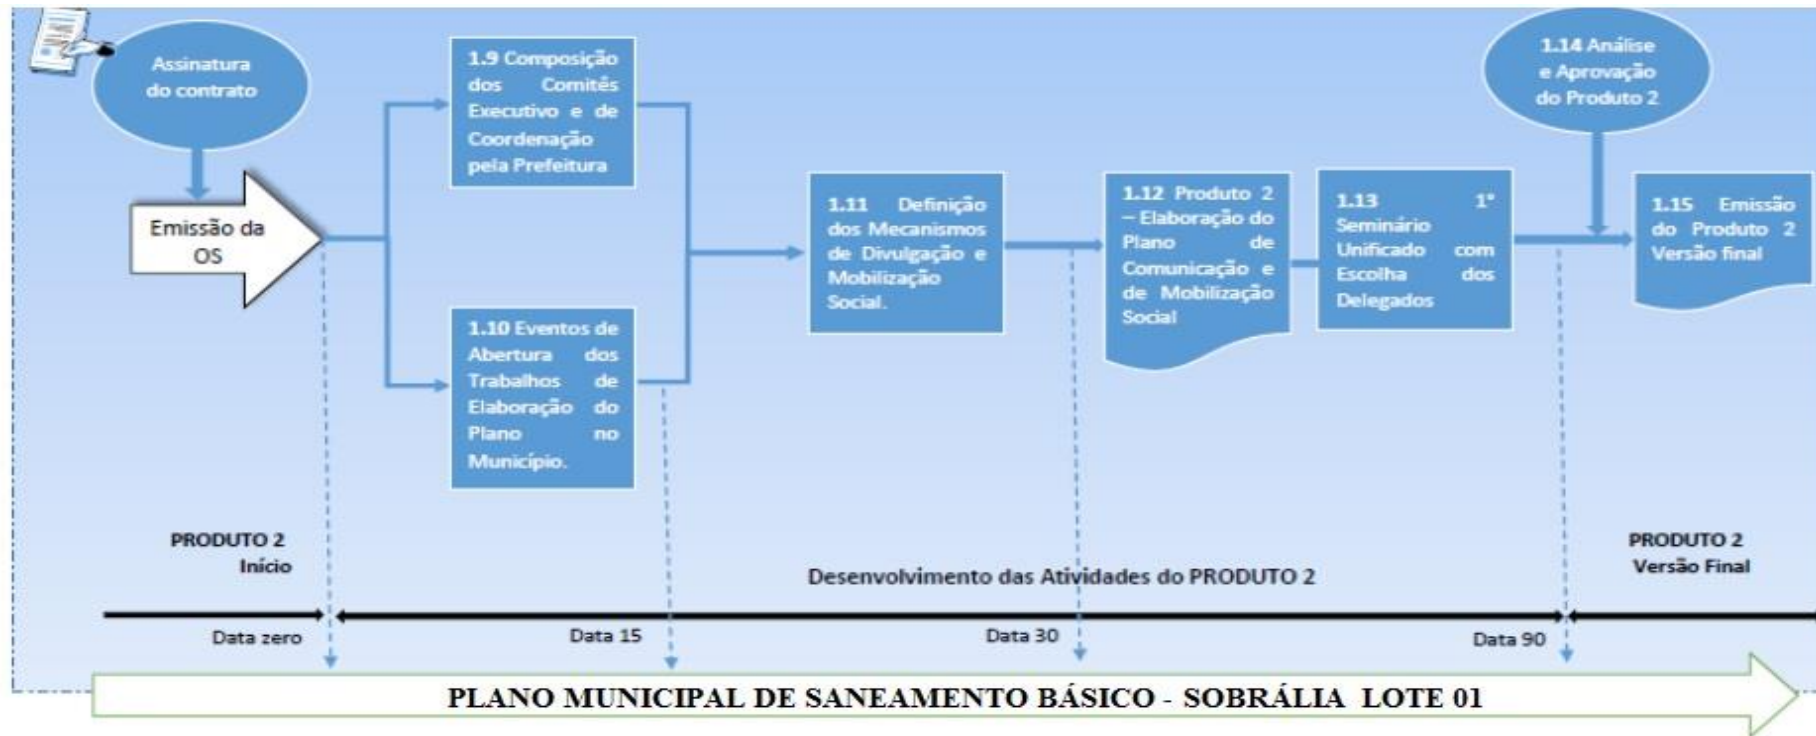 Assinatura
do contrato
Emissão da
OS
1.9 Composição
dos Comitês
Executivo e de
Coordenação
pela Prefeitura
1.10 Eventos de
Abertura dos
Trabalhos de
Elaboração do
Plano no
Município.
1.11 Definição
dos Mecanismos
de Divulgação e
Mobilização
Social.
1.12 Produto 2
– Elaboração do
Plano de
Comunicação e
de Mobilização
Social
1.13 1°
Seminário
Unificado com
Escolha dos
Delegados
1.14 Análise
e Aprovação
do Produto 2
1.15 Emissão
do Produto 2
Versão final
PRODUTO 2
Início
Desenvolvimento das Atividades do PRODUTO 2
PRODUTO 2
Versão Final
Data zero
Data 15
Data 30
Data 90
PLANO MUNICIPAL DE SANEAMENTO BÁSICO - SOBRÁLIA LOTE 01